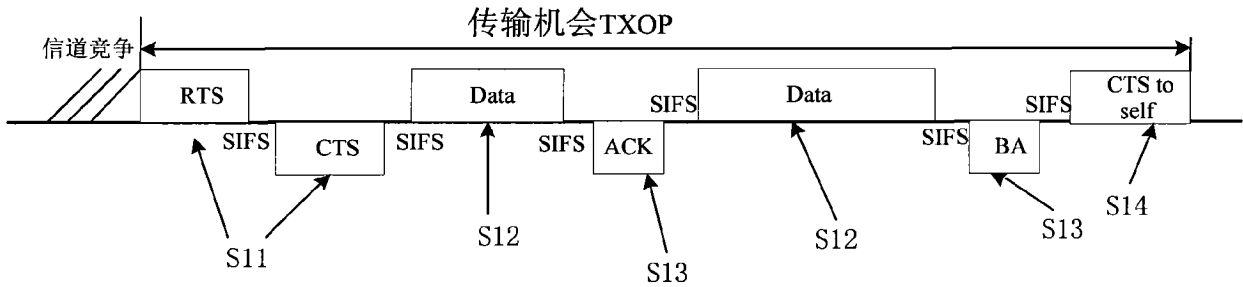 传输机会TXOP
信道竞争
RTS
SIFS
CTS
SIFS
Data
SIFS
ACK
SIFS
Data
SIFS
BA
SIFS
CTS to
self
S11
S12
S13
S12
S13
S14